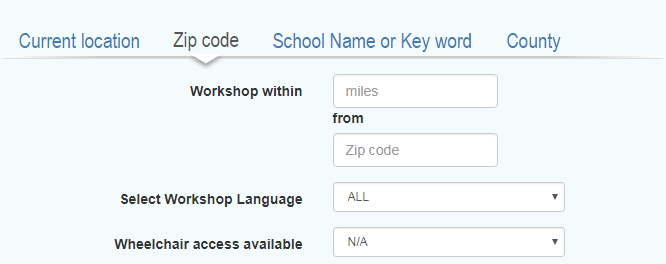 Current location Zip code School Name or Key word County
Workshop within miles
from
Zip code
Select Workshop Language ALL
Wheelchair access available N/A